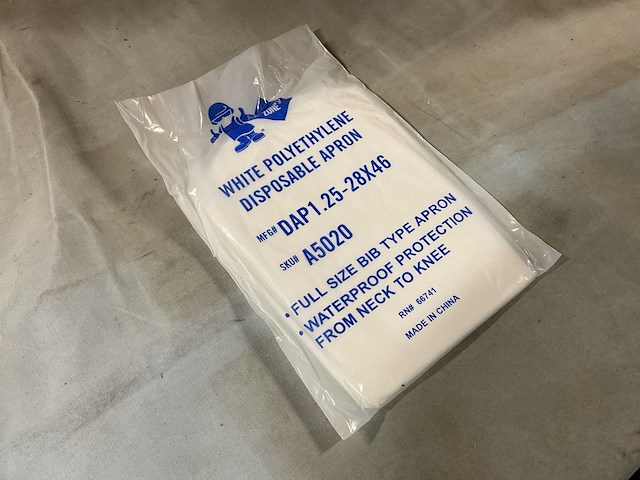 ZONE
WHITE POLYETHYLENE
DISPOSABLE APRON
MFG# DAP1.25-28X46
SKU# A5020
• FULL SIZE BIB TYPE APRON
• WATERPROOF PROTECTION
FROM NECK TO KNEE
RN# 66741
MADE IN CHINA